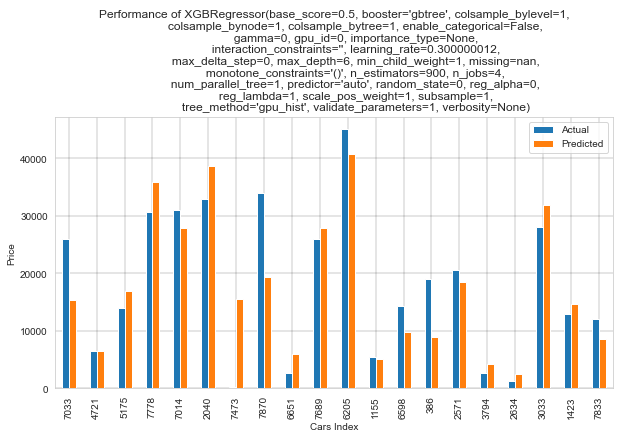 Performance of XGBRegressor(base_score=0.5, booster='gbtree', colsample_bylevel=1,
colsample_bynode=1, colsample_bytree=1, enable_categorical=False,
gamma=0, gpu_id=0, importance_type=None,
interaction_constraints='', learning_rate=0.300000012,
max_delta_step=0, max_depth=6, min_child_weight=1, missing=nan,
monotone_constraints='()', n_estimators=900, n_jobs=4,
num_parallel_tree=1, predictor='auto', random_state=0, reg_alpha=0,
reg_lambda=1, scale_pos_weight=1, subsample=1,
tree_method='gpu_hist', validate_parameters=1, verbosity=None)
Actual
Predicted
Price
40000
30000
20000
10000
0
7033
4721
5175
7778
7014
2040
7473
7870
6651
7689
6205
1155
6598
386
2571
3794
2634
3033
1423
7833
Cars Index